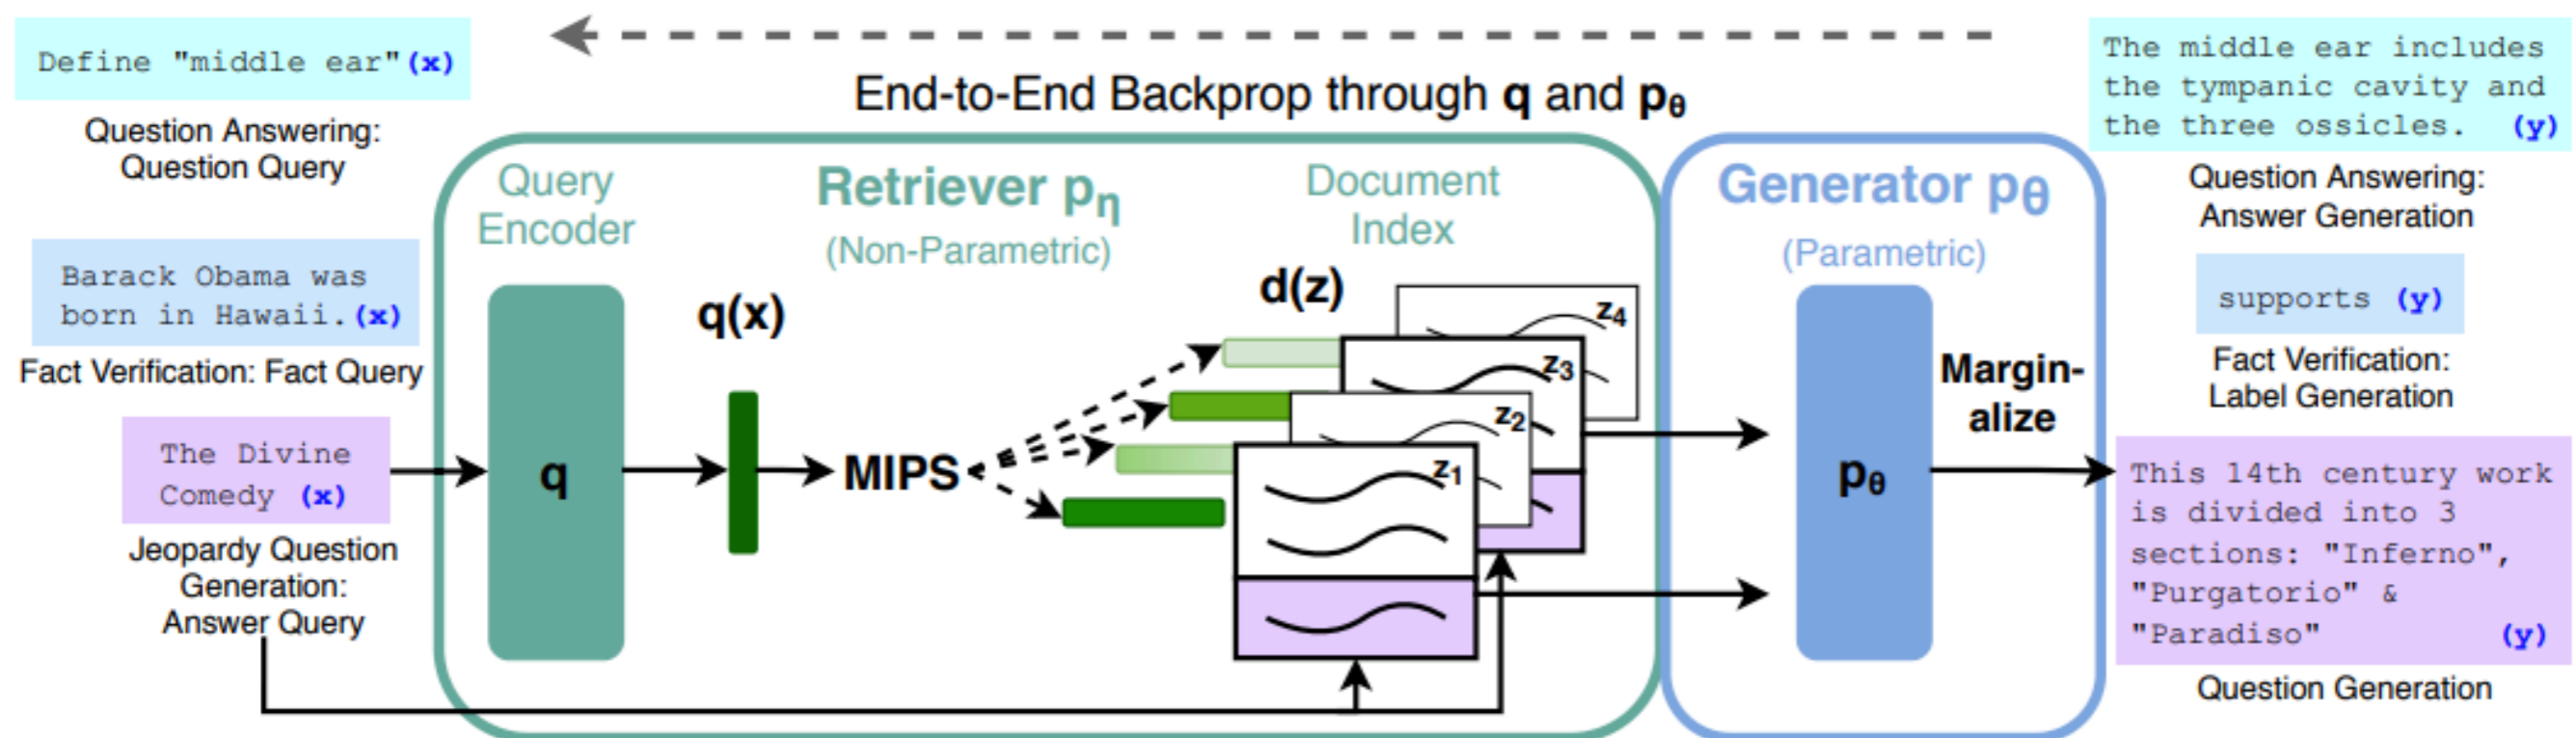 Define "middle ear"(x)
Question Answering:
Question Query
Barack Obama was
born in Hawaii.(x)
Fact Verification: Fact Query
The Divine
Comedy (x)
Jeopardy Question
Generation:
Answer Query
End-to-End Backprop through q and pθ
Query
Encoder
Retriever pη
(Non-Parametric)
Document
Index
q
q(x)
MIPS
d(z)
z4
z3
z2
z1
Generator pθ
(Parametric)
pθ
Margin-
alize
The middle ear includes
the tympanic cavity and
the three ossicles. (y)
Question Answering:
Answer Generation
supports (y)
Fact Verification:
Label Generation
This 14th century work
is divided into 3
sections: "Inferno",
"Purgatorio" &
"Paradiso" (y)
Question Generation